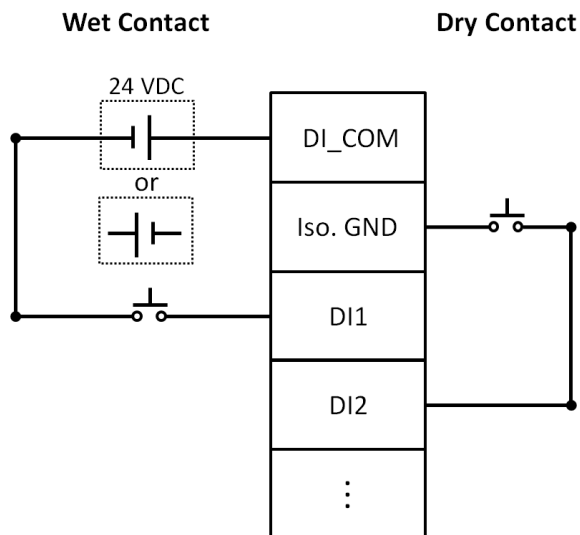 Wet Contact
Dry Contact
24 VDC
or
DI_COM
Iso. GND
DI1
DI2
⋮